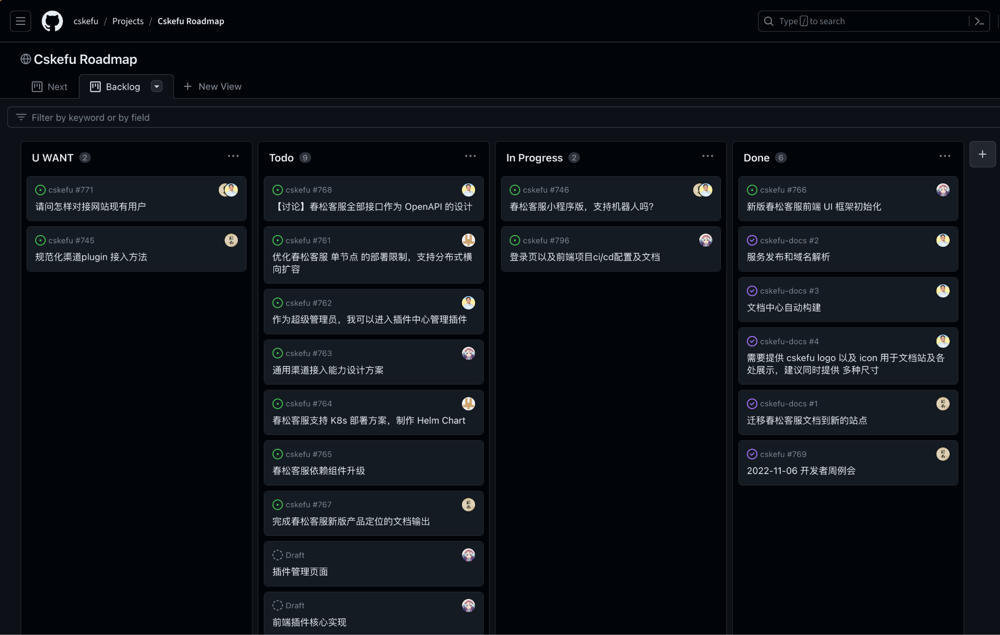 cskefu / Projects / Cskefu Roadmap
Type / to search
Cskefu Roadmap
Next
Backlog
New View
Filter by keyword or by field
U WANT 2
cskefu #771
请问怎样对接网站现有用户
cskefu #745
规范化渠道plugin 接入方法
Todo 9
cskefu #768
【讨论】春松客服全部接口作为 OpenAPI 的设计
cskefu #761
优化春松客服 单节点 的部署限制，支持分布式横
向扩容
cskefu #762
作为超级管理员，我可以进入插件中心管理插件
cskefu #763
通用渠道接入能力设计方案
cskefu #764
春松客服支持 K8s 部署方案，制作 Helm Chart
cskefu #765
春松客服依赖组件升级
cskefu #767
完成春松客服新版产品定位的文档输出
Draft
插件管理页面
Draft
前端插件核心实现
In Progress 2
cskefu #746
春松客服小程序版，支持机器人吗?
cskefu #796
登录页以及前端项目ci/cd配置及文档
Done 6
cskefu #766
新版春松客服前端 UI 框架初始化
cskefu-docs #2
服务发布和域名解析
cskefu-docs #3
文档中心自动构建
cskefu-docs #4
需要提供 cskefu logo 以及 icon 用于文档站及各
处展示，建议同时提供 多种尺寸
cskefu-docs #1
迁移春松客服文档到新的站点
cskefu #769
2022-11-06 开发者周例会